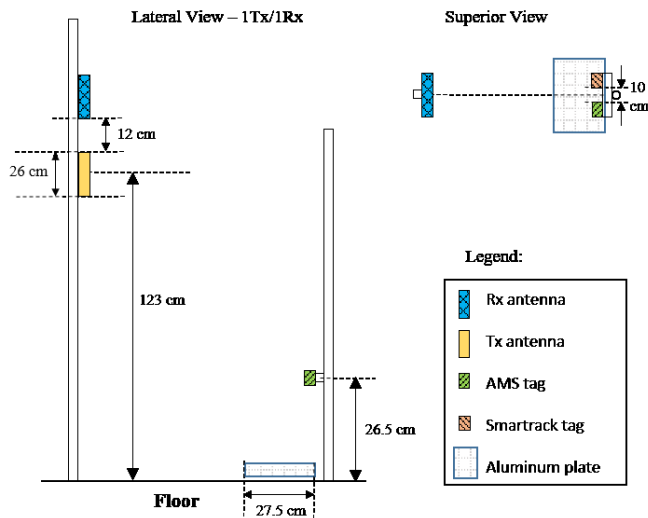 Lateral View – 1Tx/1Rx
Superior View
10
cm
12 cm
26 cm
123 cm
26.5 cm
27.5 cm
Floor
Legend:
Rx antenna
Tx antenna
AMS tag
Smartrack tag
Aluminum plate